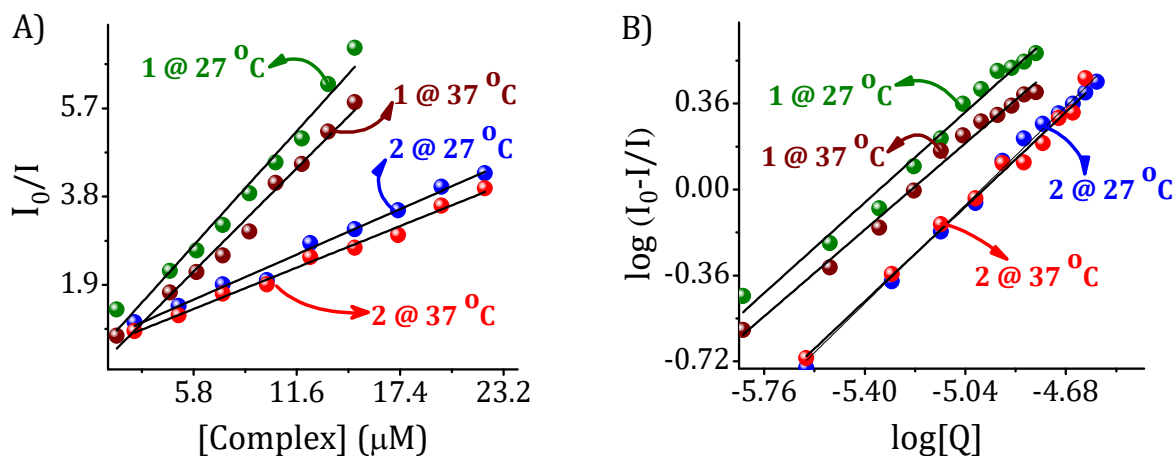 A)
I₀/I
5.7
3.8
1.9
1 @ 27 °C
1 @ 37 °C
2 @ 27 °C
2 @ 37 °C
5.8 11.6 17.4 23.2
[Complex] (μM)
B)
log (I₀-I/I)
0.36
0.00
-0.36
-0.72
1 @ 27 °C
1 @ 37 °C
2 @ 27 °C
2 @ 37 °C
-5.76 -5.40 -5.04 -4.68
log[Q]